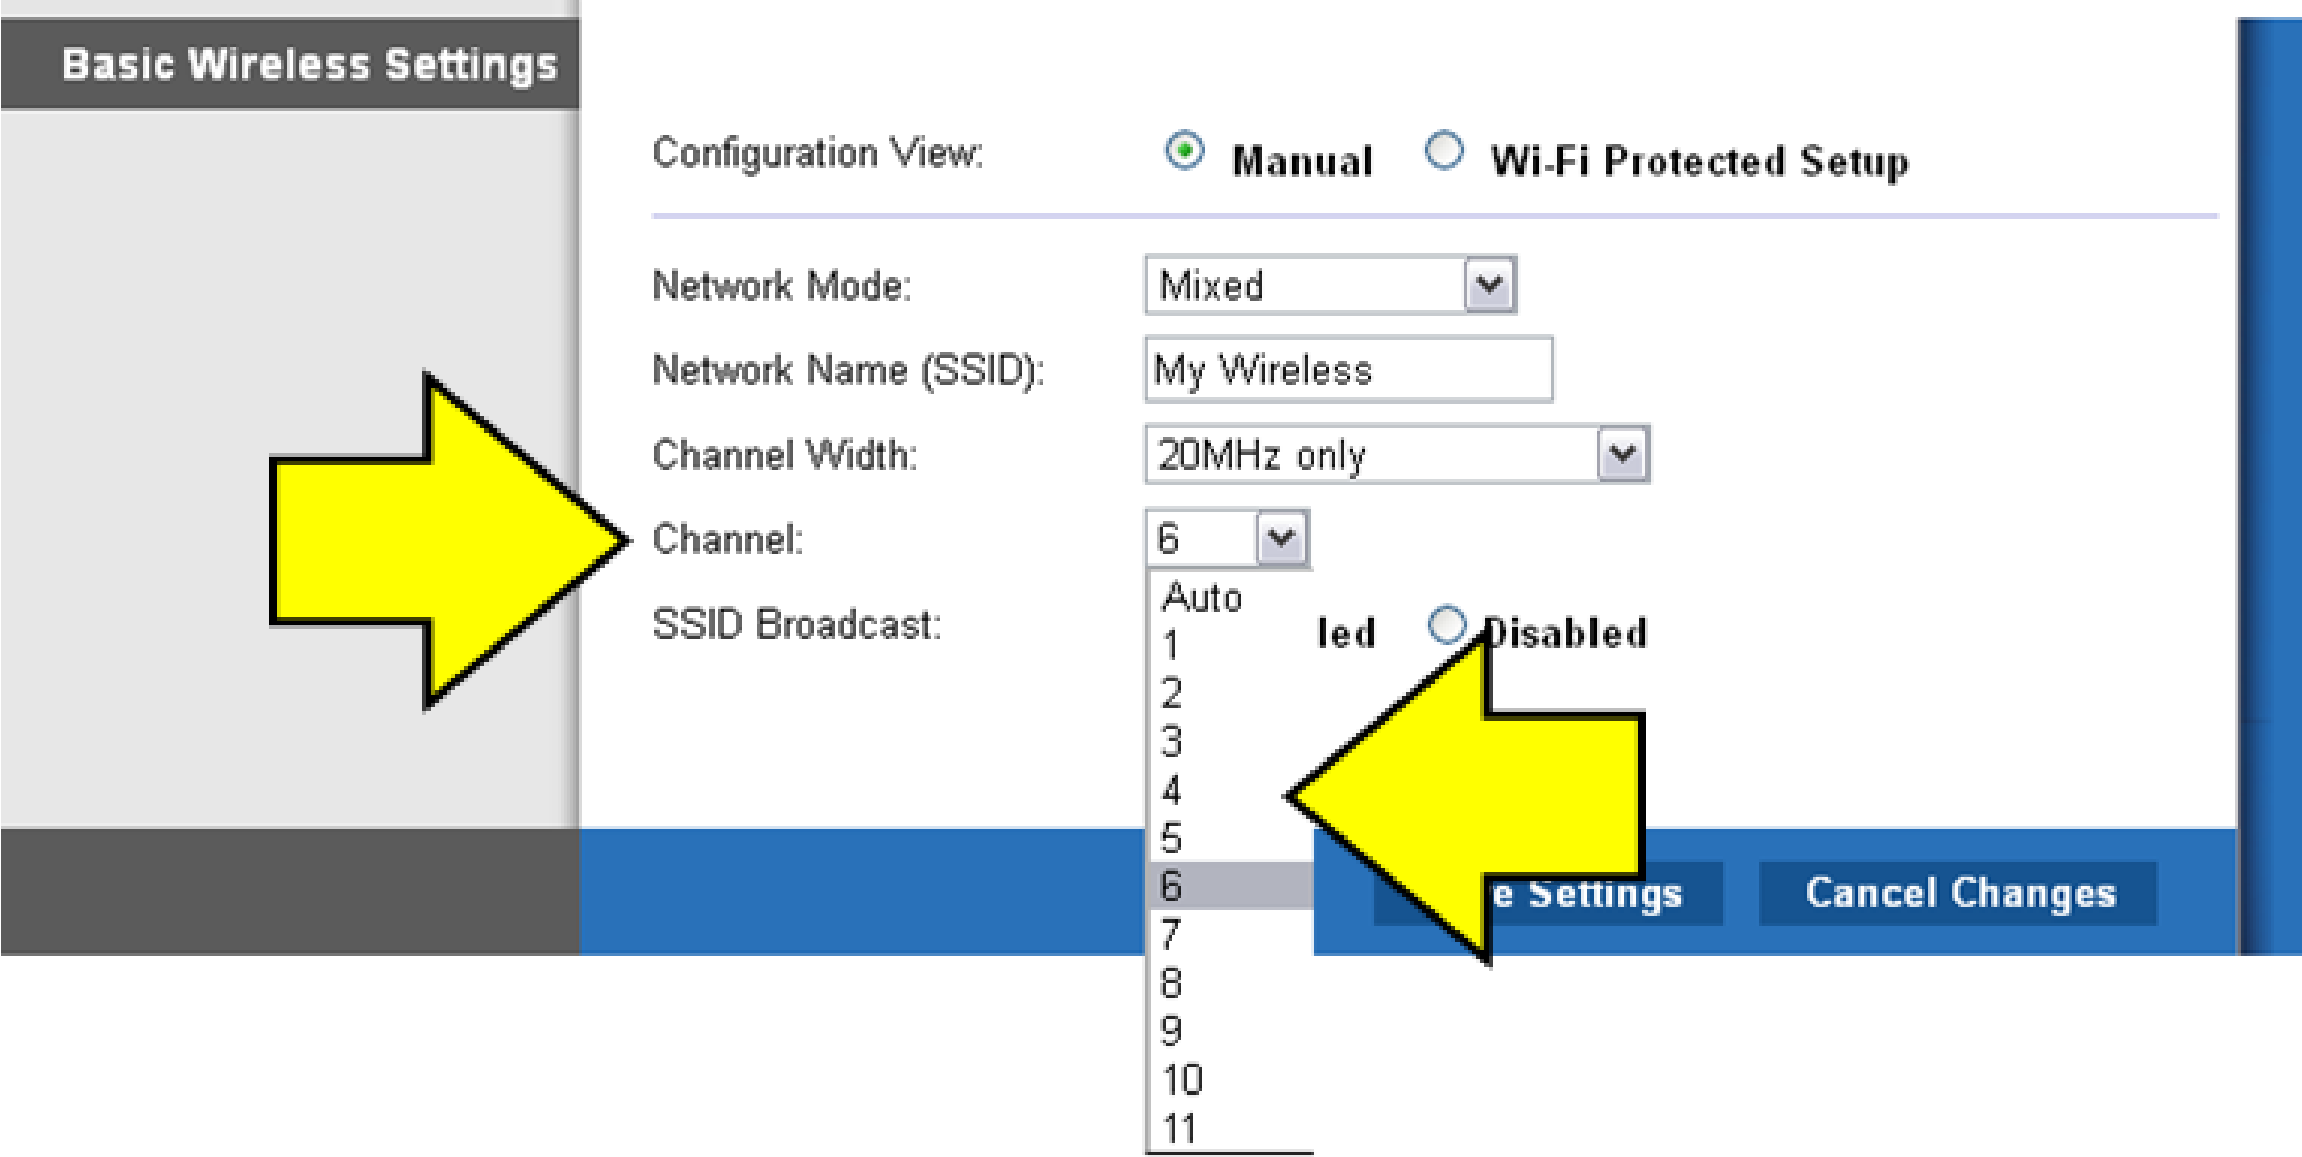 Basic Wireless Settings
Configuration View: Manual Wi-Fi Protected Setup
Network Mode: Mixed
Network Name (SSID): My Wireless
Channel Width: 20MHz only
Channel: 6
Auto
SSID Broadcast: led Disabled
1
2
3
4
5
6
e Settings Cancel Changes
7
8
9
10
11